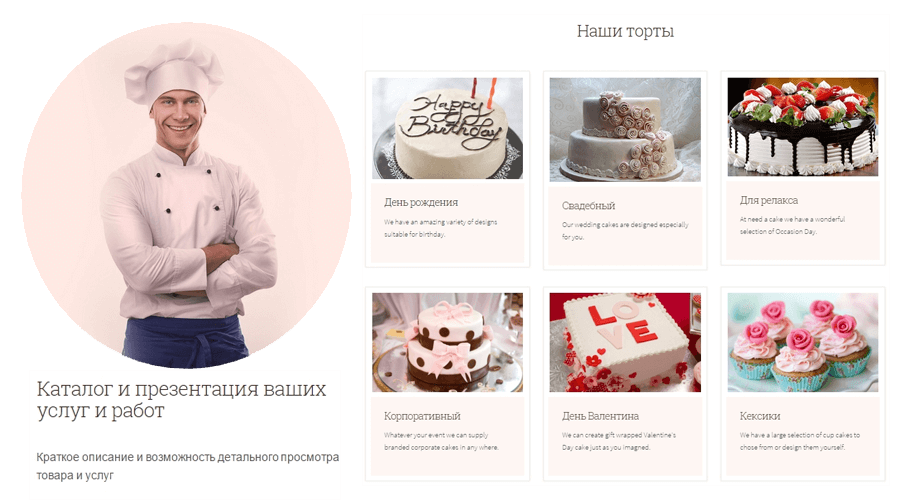 Каталог и презентация ваших
услуг и работ
Краткое описание и возможность детального просмотра
товара и услуг
Наши торты
Happy
Birthday
День рождения
We have an amazing variety of designs
suitable for birthday.
Свадебный
Our wedding cakes are designed especially
for you.
Для релакса
At need a cake we have a wonderful
selection of Occasion Day.
Корпоративный
Whatever your event we can supply
branded corporate cakes in any where.
LO
VE
День Валентина
We can create gift wrapped Valentine's
Day cake just as you imagned.
Кексики
We have a large selection of cup cakes to
chose from or design them yourself.